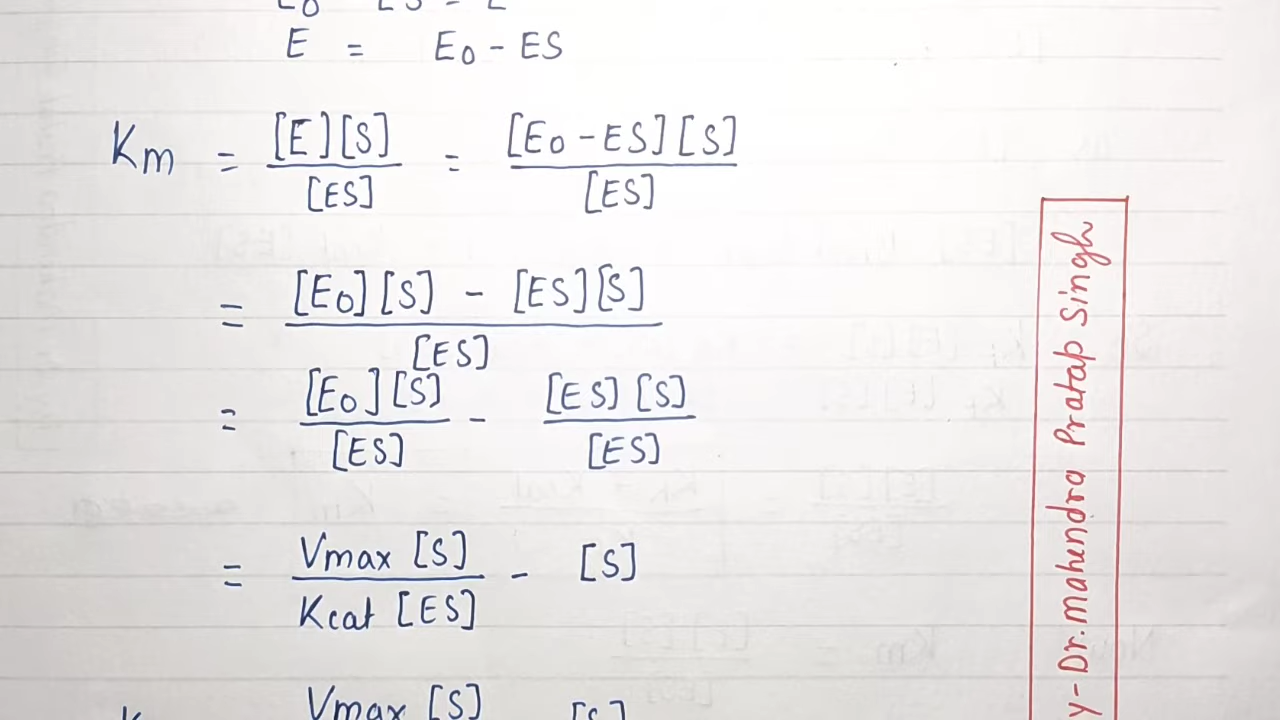 E = E0 - ES
Km = [E][S] / [ES] = [E0 - ES][S] / [ES]
= [E0][S] - [ES][S] / [ES]
= [E0][S] / [ES] - [ES][S] / [ES]
= Vmax [S] / Kcat [ES] - [S]
Vmax [S] [S]
y - Dr. Mahendra Pratap Singh